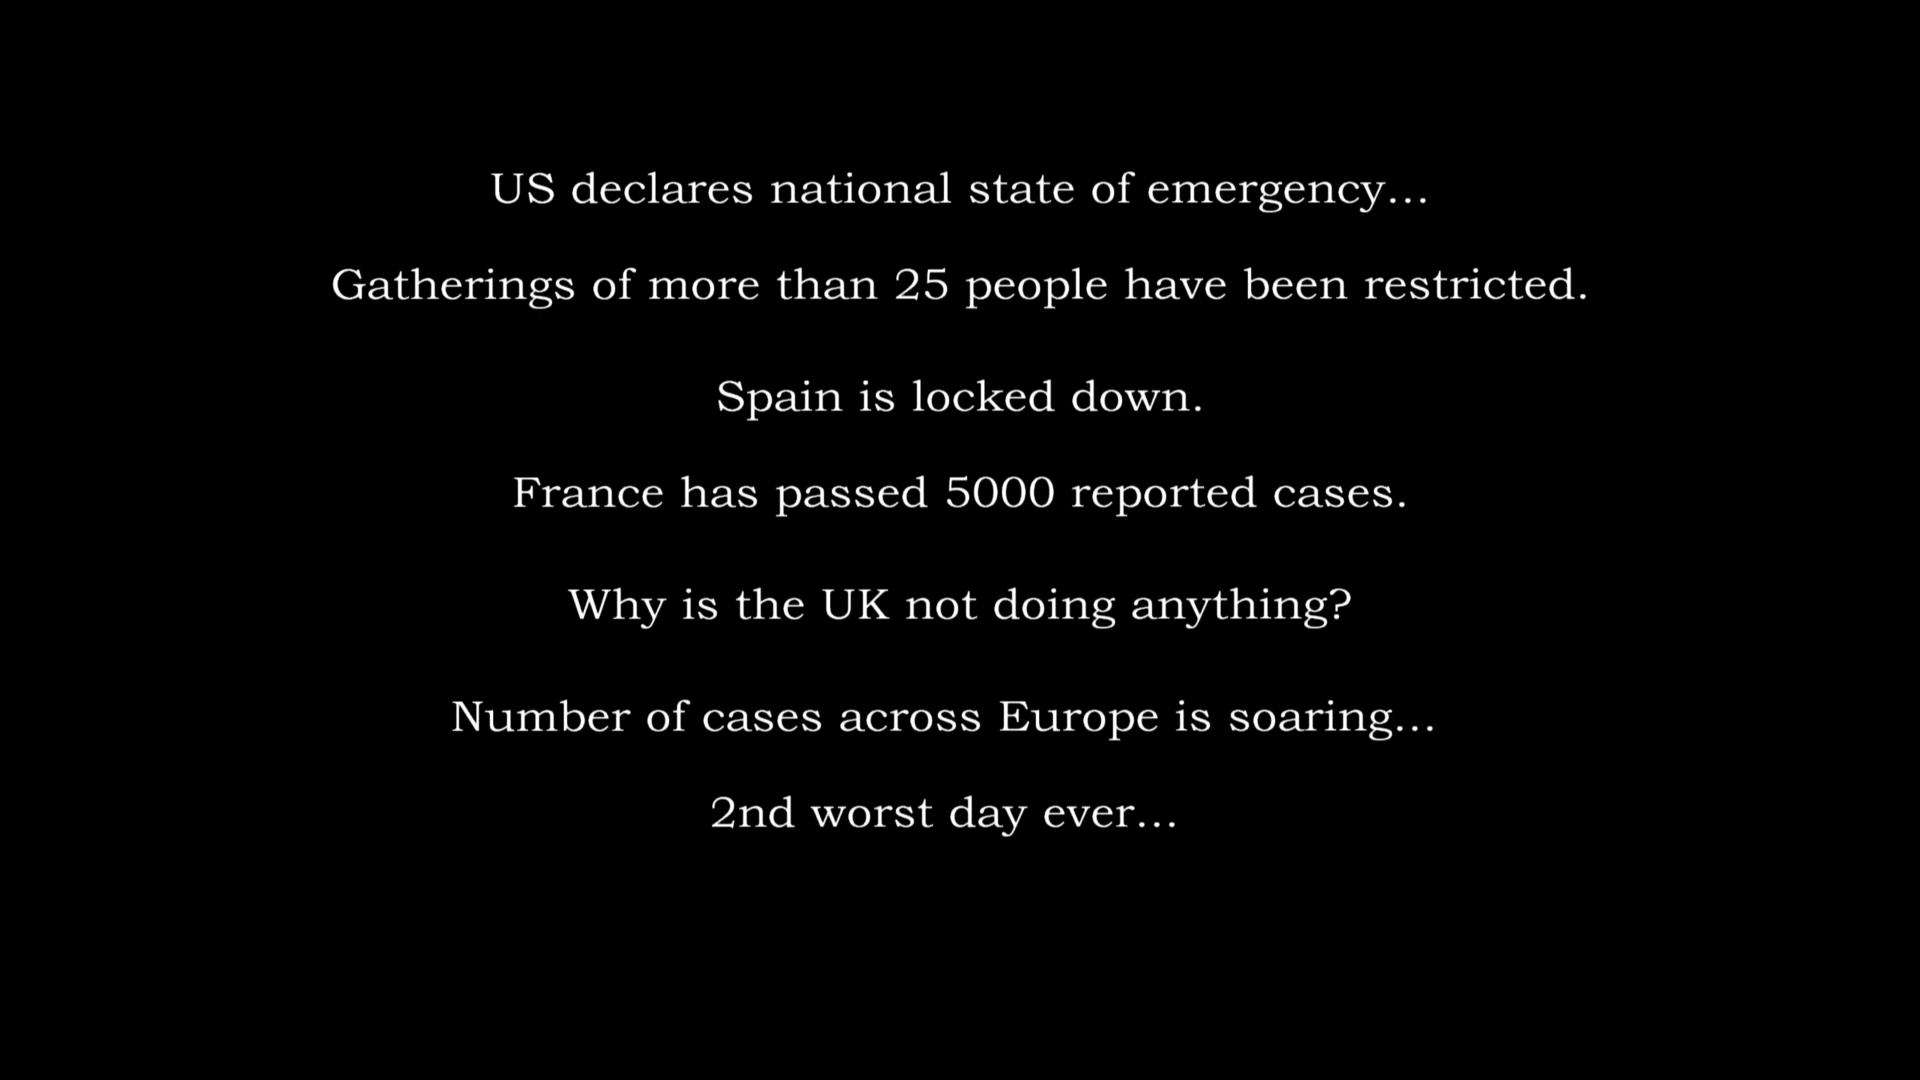 US declares national state of emergency...
Gatherings of more than 25 people have been restricted.
Spain is locked down.
France has passed 5000 reported cases.
Why is the UK not doing anything?
Number of cases across Europe is soaring...
2nd worst day ever...